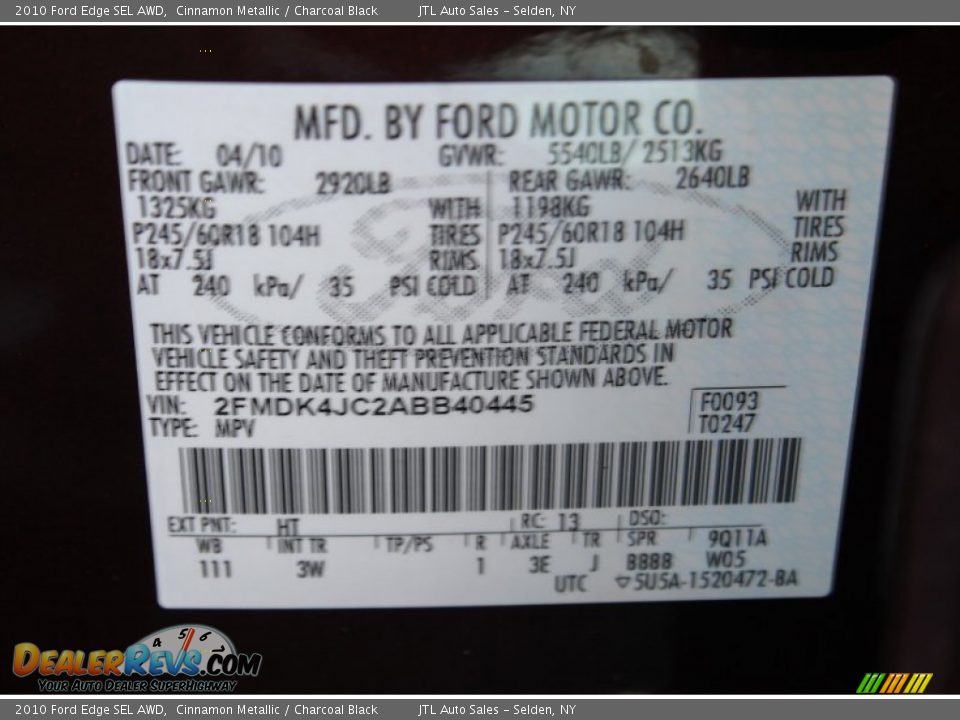 2010 Ford Edge SEL AWD, Cinnamon Metallic / Charcoal Black JTL Auto Sales - Selden, NY
MFD. BY FORD MOTOR CO.
DATE: 04/10 GVWR: 5540LB/ 2513KG
FRONT GAWR: 2920LB REAR GAWR: 2640LB
1325KG WITH 1198KG WITH
P245/60R18 104H TIRES P245/60R18 104H TIRES
18x7.5J RIMS 18x7.5J RIMS
AT 240 kPa/ 35 PSI COLD AT 240 kPa/ 35 PSI COLD
THIS VEHICLE CONFORMS TO ALL APPLICABLE FEDERAL MOTOR
VEHICLE SAFETY AND THEFT PREVENTION STANDARDS IN
EFFECT ON THE DATE OF MANUFACTURE SHOWN ABOVE.
VIN: 2FMDK4JC2ABB40445 F0093
TYPE: MPV T0247
EXT PNT: HT RC: 13 DSO:
WB INT TR TP/PS R AXLE TR SPR 9Q11A
111 3W 1 3E J BBBB W05
UTC ▽5U5A-1520472-BA
4 5 6
DealerRevs.com
Your Auto Dealer SuperHighway
2010 Ford Edge SEL AWD, Cinnamon Metallic / Charcoal Black JTL Auto Sales - Selden, NY